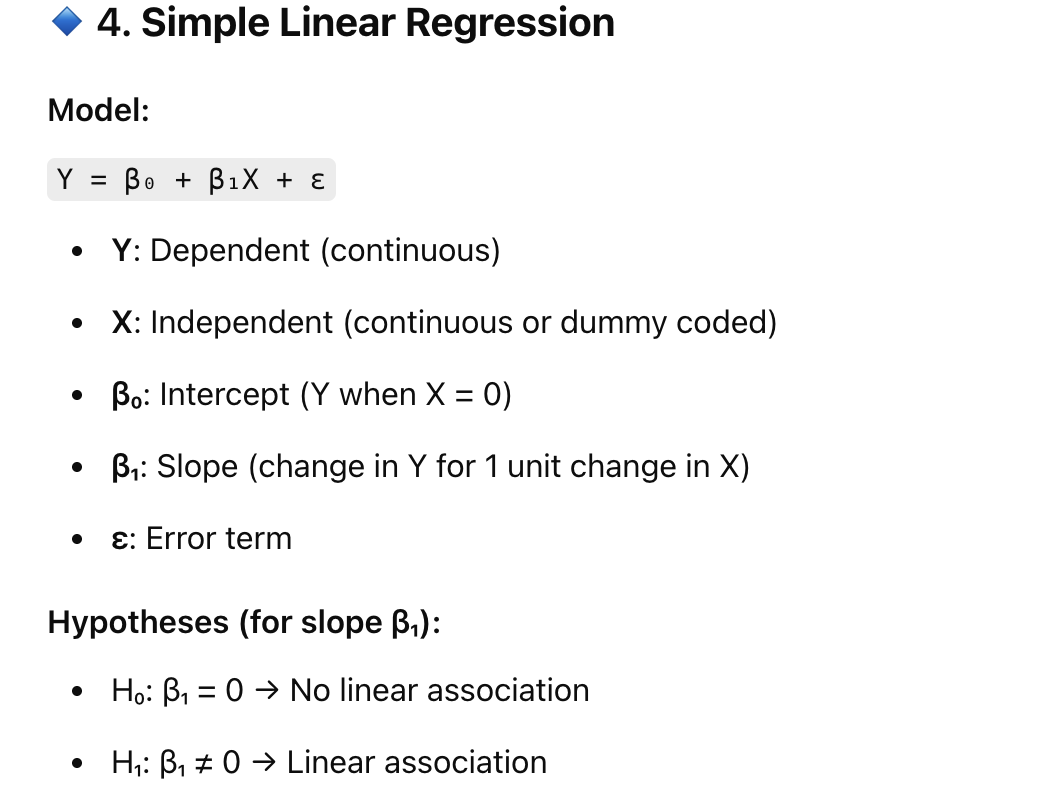 🔷 4. Simple Linear Regression
Model:
Y = β₀ + β₁X + ε
• Y: Dependent (continuous)
• X: Independent (continuous or dummy coded)
• β₀: Intercept (Y when X = 0)
• β₁: Slope (change in Y for 1 unit change in X)
• ε: Error term
Hypotheses (for slope β₁):
• H₀: β₁ = 0 → No linear association
• H₁: β₁ ≠ 0 → Linear association